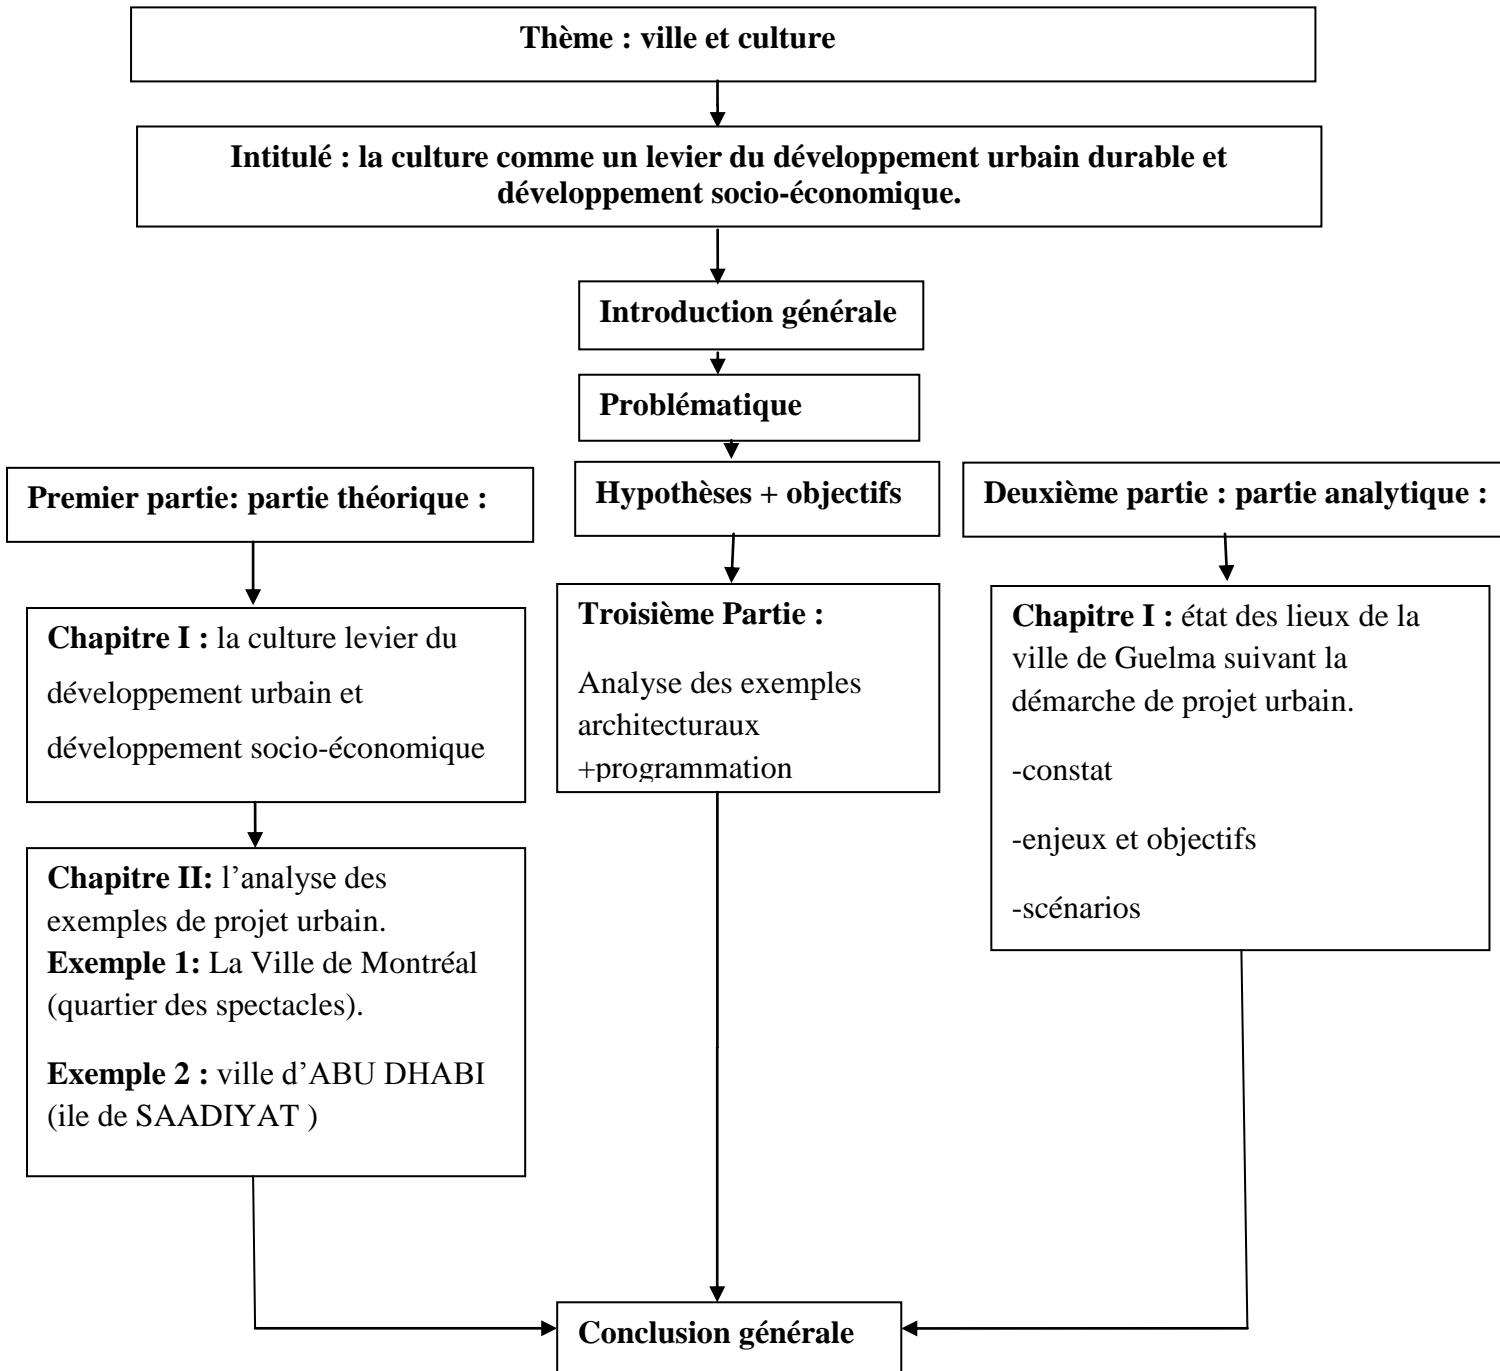 Thème : ville et culture
Intitulé : la culture comme un levier du développement urbain durable et
développement socio-économique.
Introduction générale
Problématique
Premier partie: partie théorique :
Hypothèses + objectifs
Deuxième partie : partie analytique :
Chapitre I : la culture levier du
développement urbain et
développement socio-économique
Chapitre II: l’analyse des
exemples de projet urbain.
Exemple 1: La Ville de Montréal
(quartier des spectacles).
Exemple 2 : ville d’ABU DHABI
(ile de SAADIYAT )
Troisième Partie :
Analyse des exemples
architecturaux
+programmation
Chapitre I : état des lieux de la
ville de Guelma suivant la
démarche de projet urbain.
-constat
-enjeux et objectifs
-scénarios
Conclusion générale